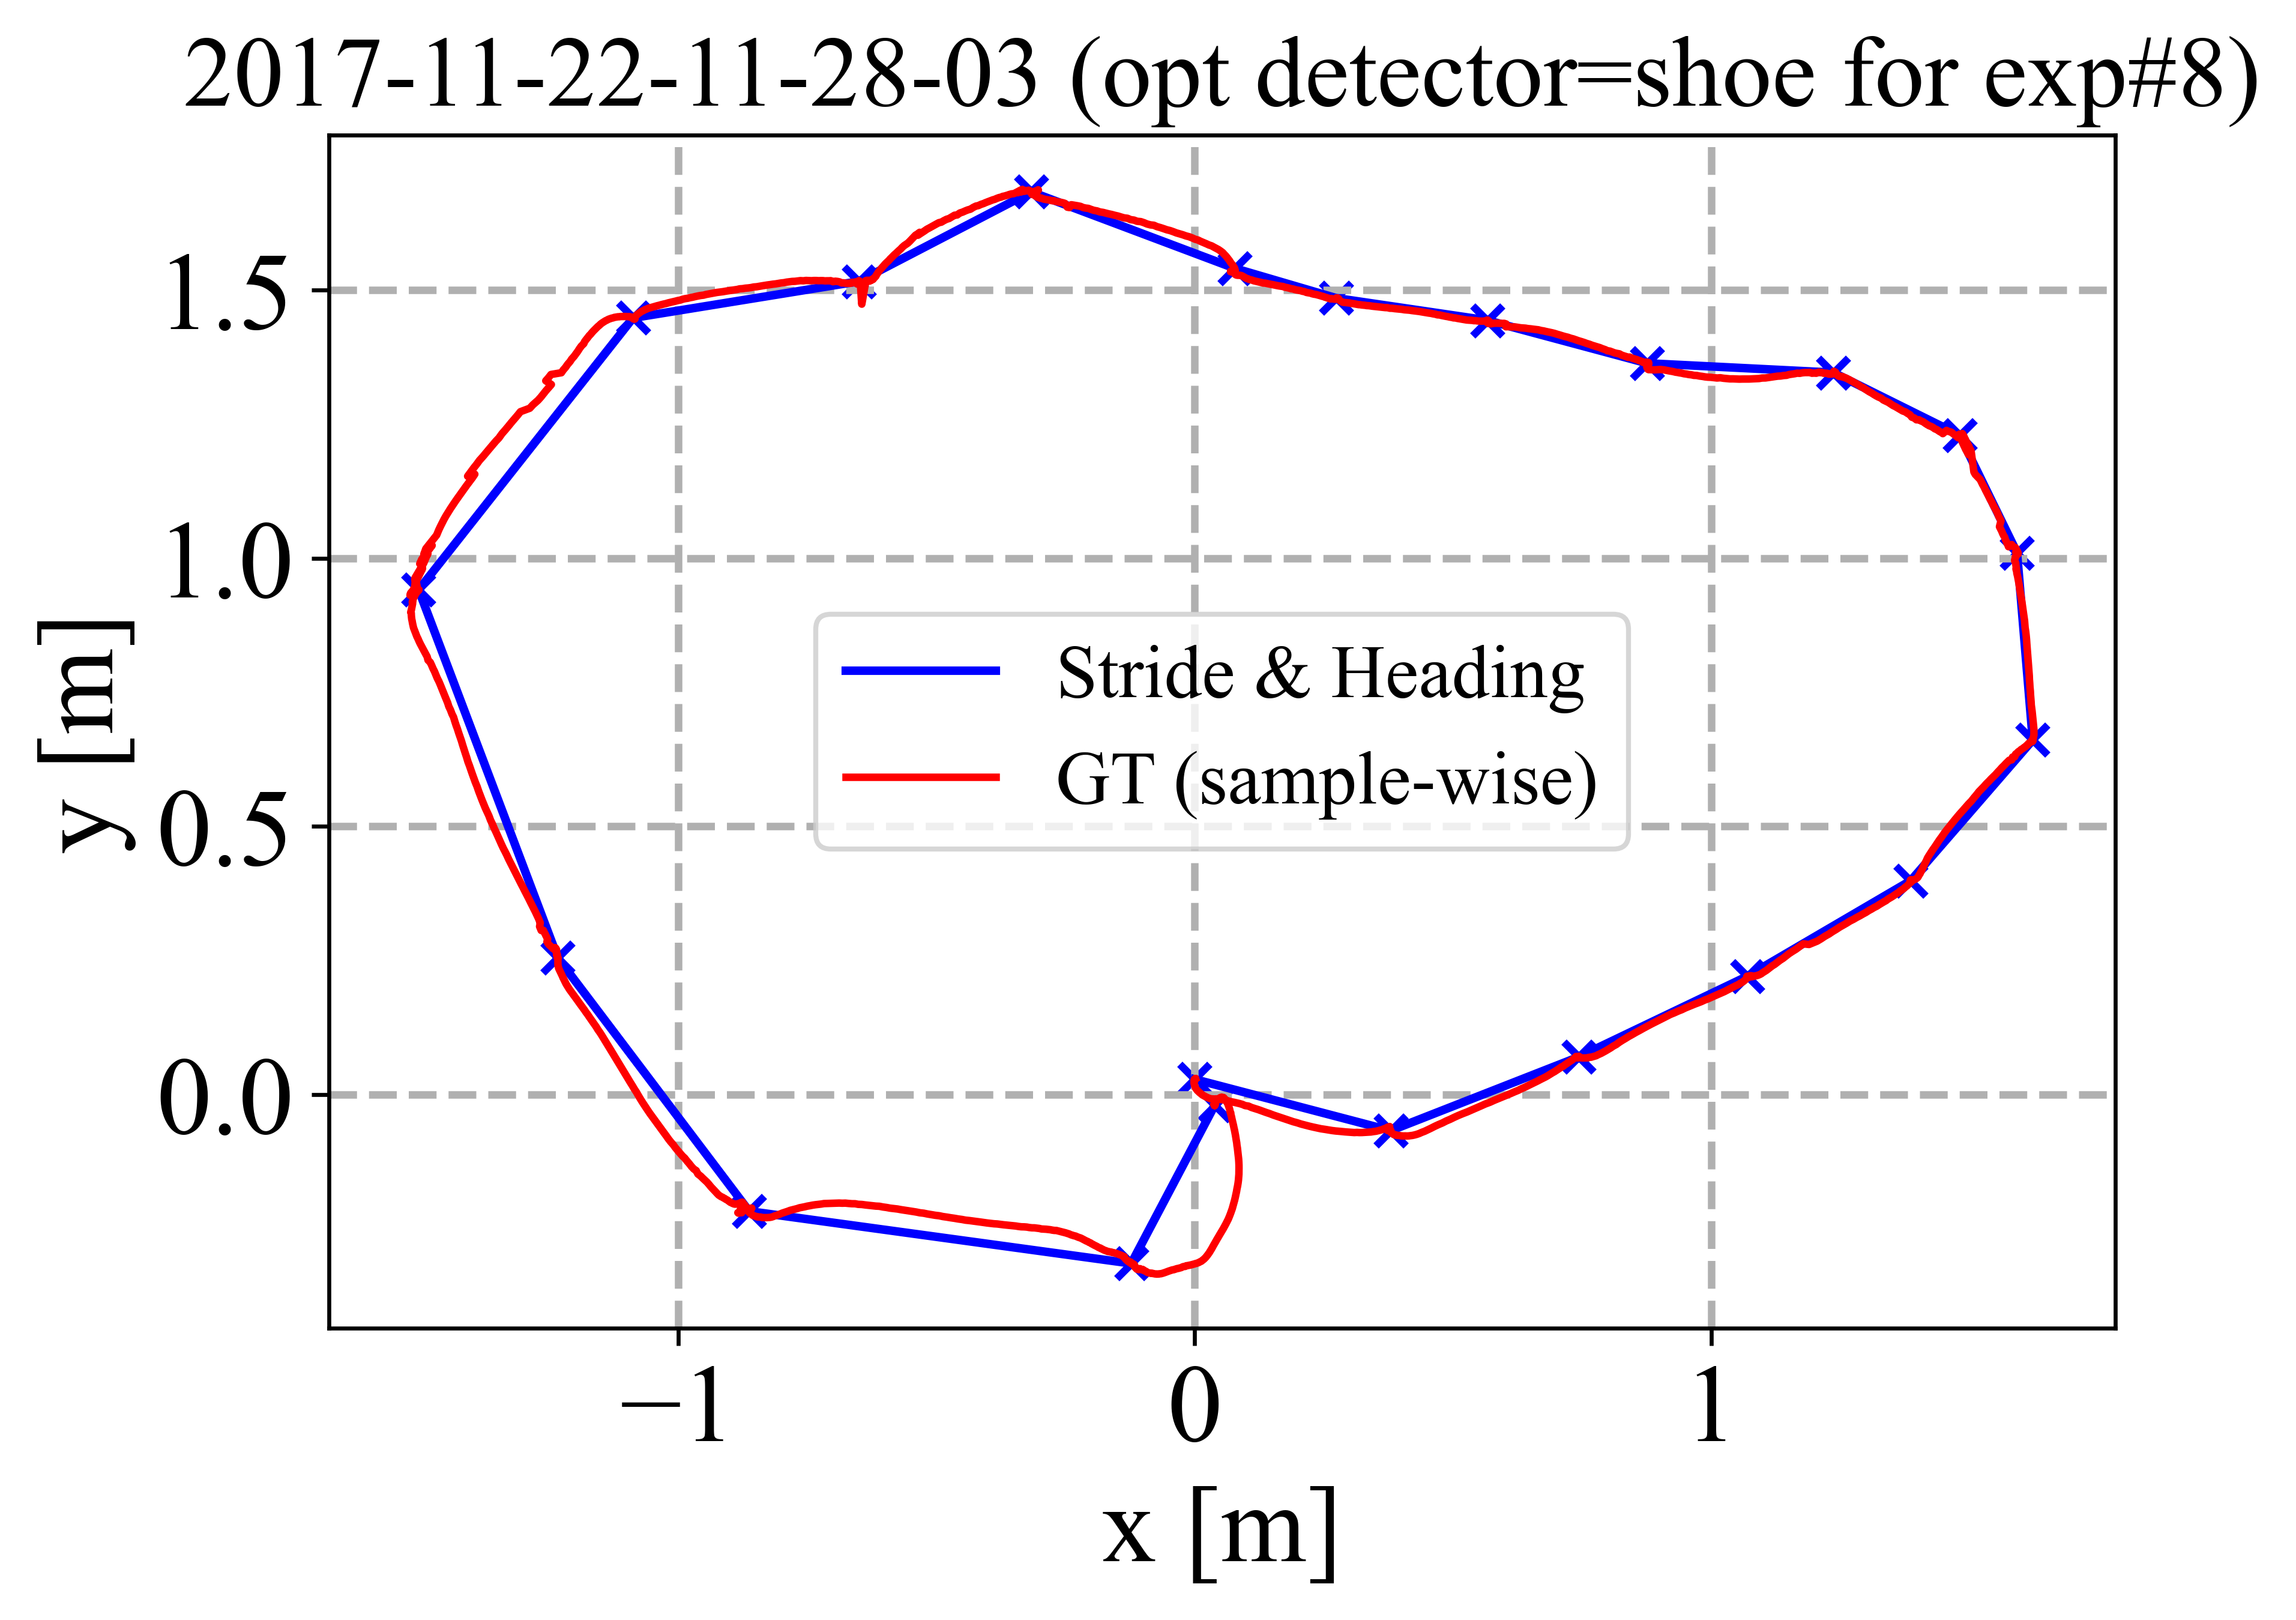 2017-11-22-11-28-03 (opt detector=shoe for exp#8)
1.5
1.0
0.5
0.0
y [m]
Stride & Heading
GT (sample-wise)
−1
0
1
x [m]